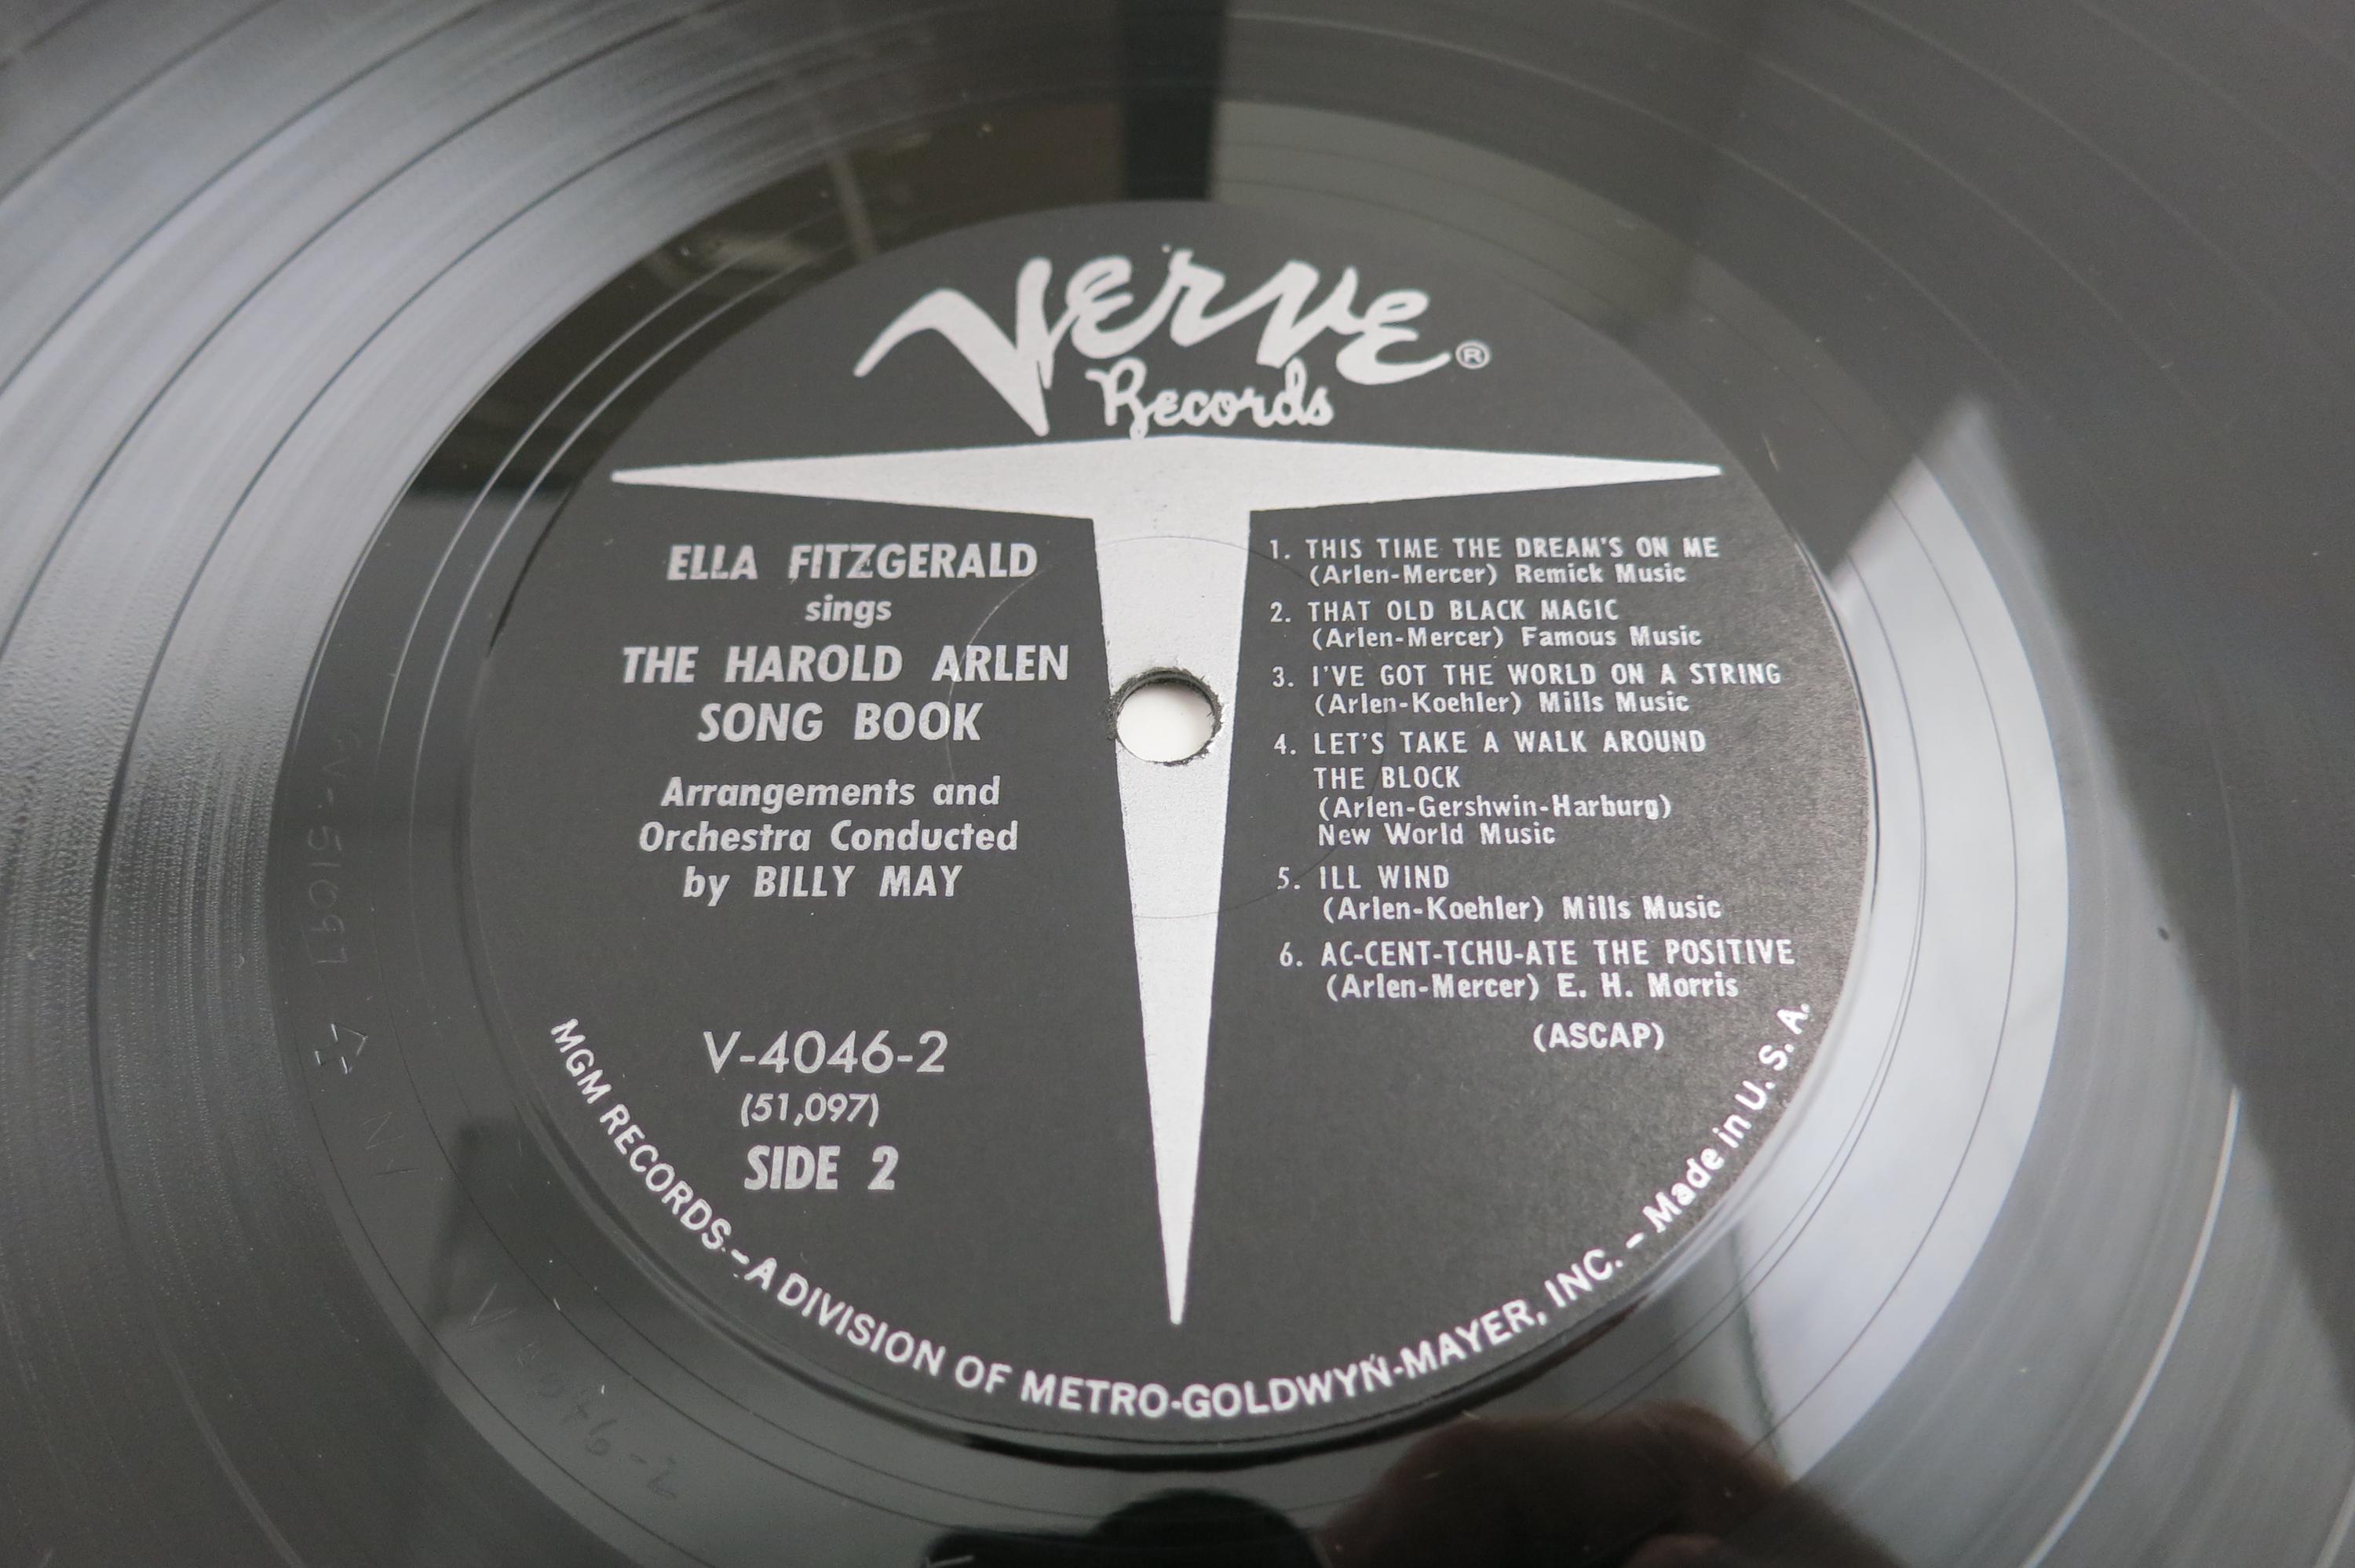 Verve®
Records
ELLA FITZGERALD
sings
THE HAROLD ARLEN
SONG BOOK
Arrangements and
Orchestra Conducted
by BILLY MAY
V-4046-2
(51,097)
SIDE 2
1. THIS TIME THE DREAM'S ON ME
(Arlen-Mercer) Remick Music
2. THAT OLD BLACK MAGIC
(Arlen-Mercer) Famous Music
3. I'VE GOT THE WORLD ON A STRING
(Arlen-Koehler) Mills Music
4. LET'S TAKE A WALK AROUND
THE BLOCK
(Arlen-Gershwin-Harburg)
New World Music
5. ILL WIND
(Arlen-Koehler) Mills Music
6. AC-CENT-TCHU-ATE THE POSITIVE
(Arlen-Mercer) E. H. Morris
(ASCAP)
MGM RECORDS – A DIVISION OF METRO-GOLDWYN-MAYER, INC. – Made in U. S. A.